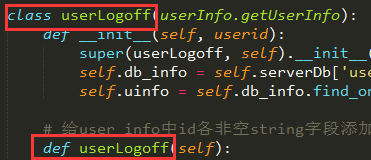 class userLogoff(userInfo.getUserInfo):
def __init__(self, userid):
super(userLogoff, self).__init__(
self.db_info = self.serverDb['use
self.uinfo = self.db_info.find_on
# 给user_info中id各非空string字段添加
def userLogoff(self):